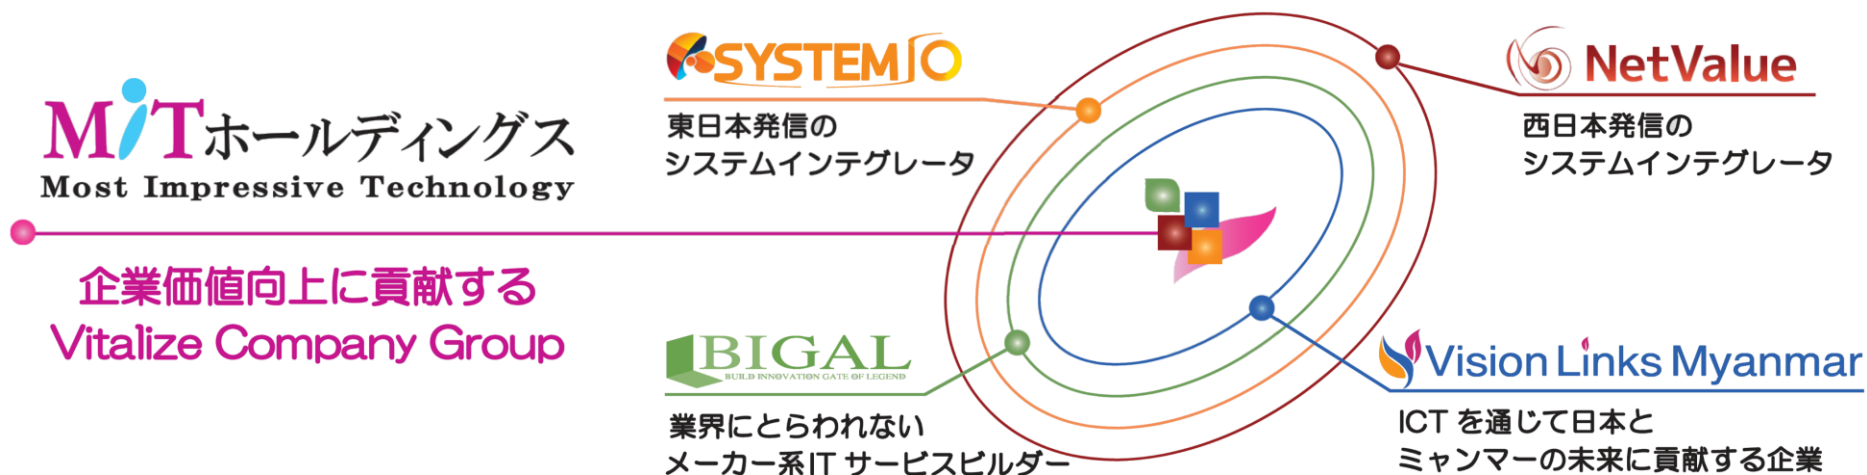 MiTホールディングス
Most Impressive Technology
企業価値向上に貢献する
Vitalize Company Group
SYSTEM IO
東日本発信の
システムインテグレータ
NetValue
西日本発信の
システムインテグレータ
BIGAL
BUILD INNOVATION GATE OF LEGEND
業界にとらわれない
メーカー系ITサービスビルダー
Vision Links Myanmar
ICTを通じて日本と
ミャンマーの未来に貢献する企業